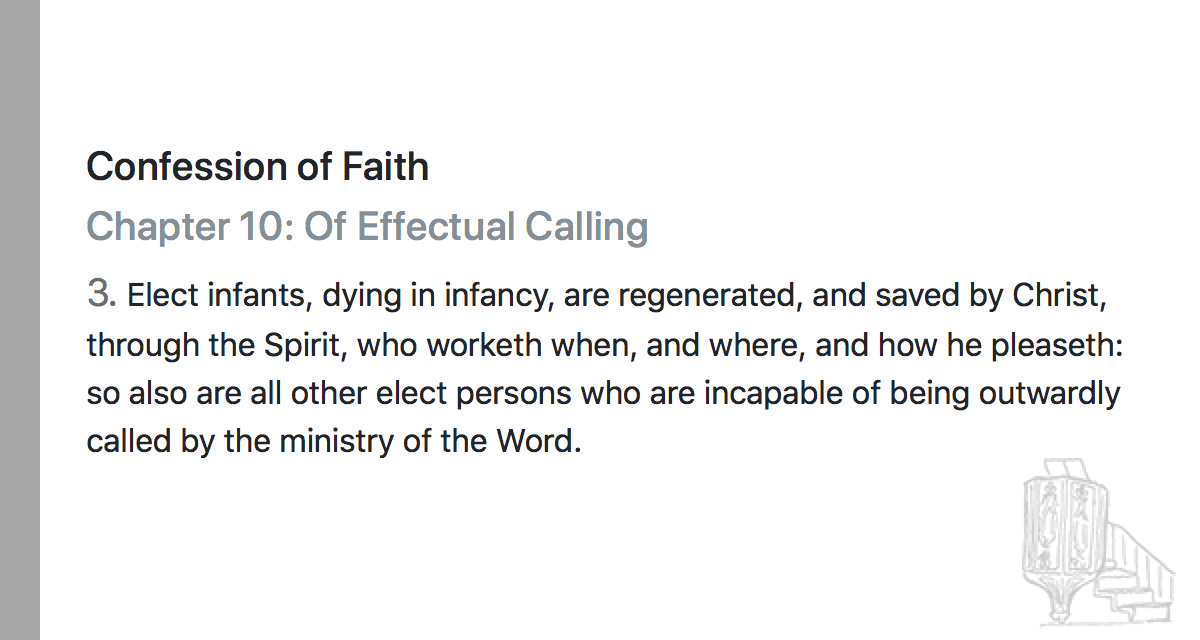 Confession of Faith
Chapter 10: Of Effectual Calling
3. Elect infants, dying in infancy, are regenerated, and saved by Christ,
through the Spirit, who worketh when, and where, and how he pleaseth:
so also are all other elect persons who are incapable of being outwardly
called by the ministry of the Word.